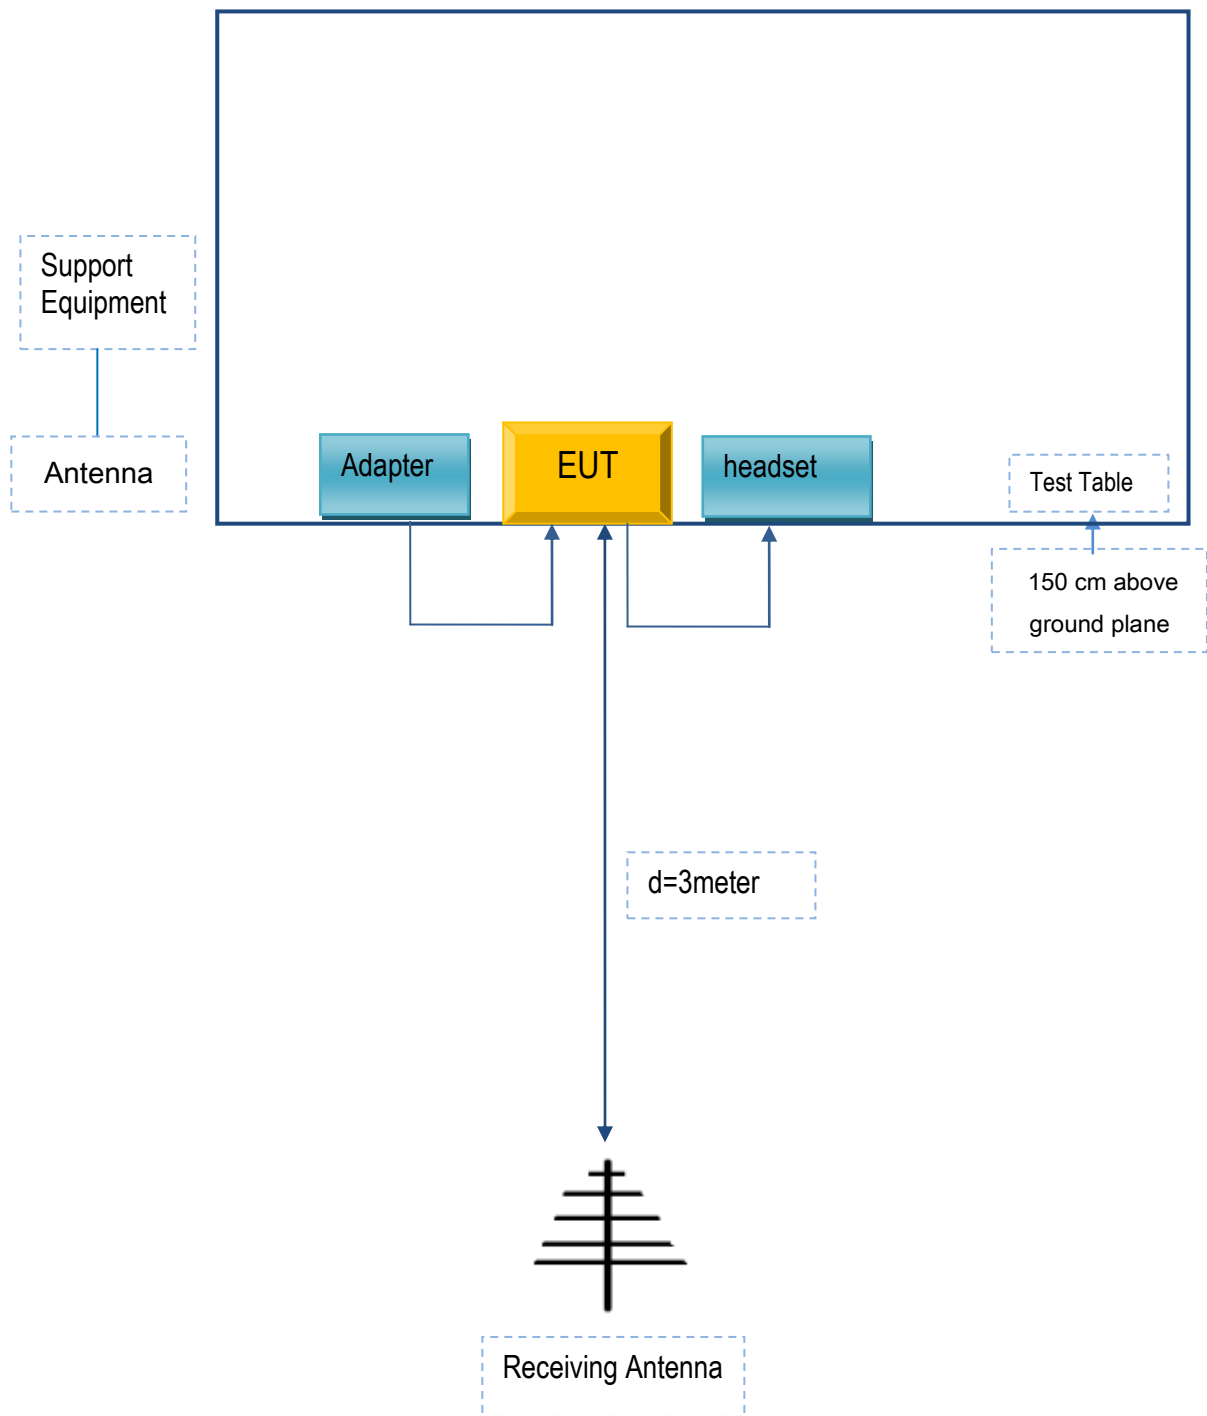 Support
Equipment
Antenna
Adapter
EUT
headset
Test Table
150 cm above
ground plane
d=3meter
Receiving Antenna